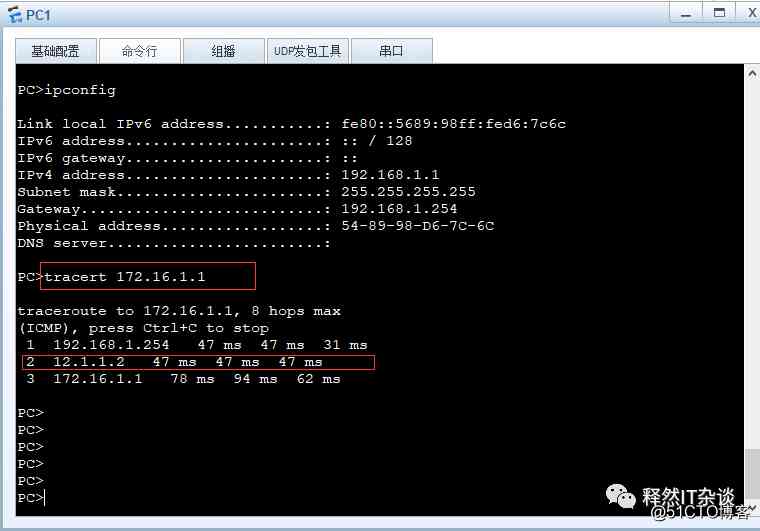 PC1
基础配置 命令行 组播 UDP发包工具 串口
PC>ipconfig
Link local IPv6 address...........: fe80::5689:98ff:fed6:7c6c
IPv6 address......................: :: / 128
IPv6 gateway......................: ::
IPv4 address......................: 192.168.1.1
Subnet mask.......................: 255.255.255.255
Gateway...........................: 192.168.1.254
Physical address..................: 54-89-98-D6-7C-6C
DNS server........................:
PC>tracert 172.16.1.1
traceroute to 172.16.1.1, 8 hops max
(ICMP), press Ctrl+C to stop
1 192.168.1.254 47 ms 47 ms 31 ms
2 12.1.1.2 47 ms 47 ms 47 ms
3 172.16.1.1 78 ms 94 ms 62 ms
PC>
PC>
PC>
PC>
PC>
PC>
释然IT杂谈
@51CTO博客